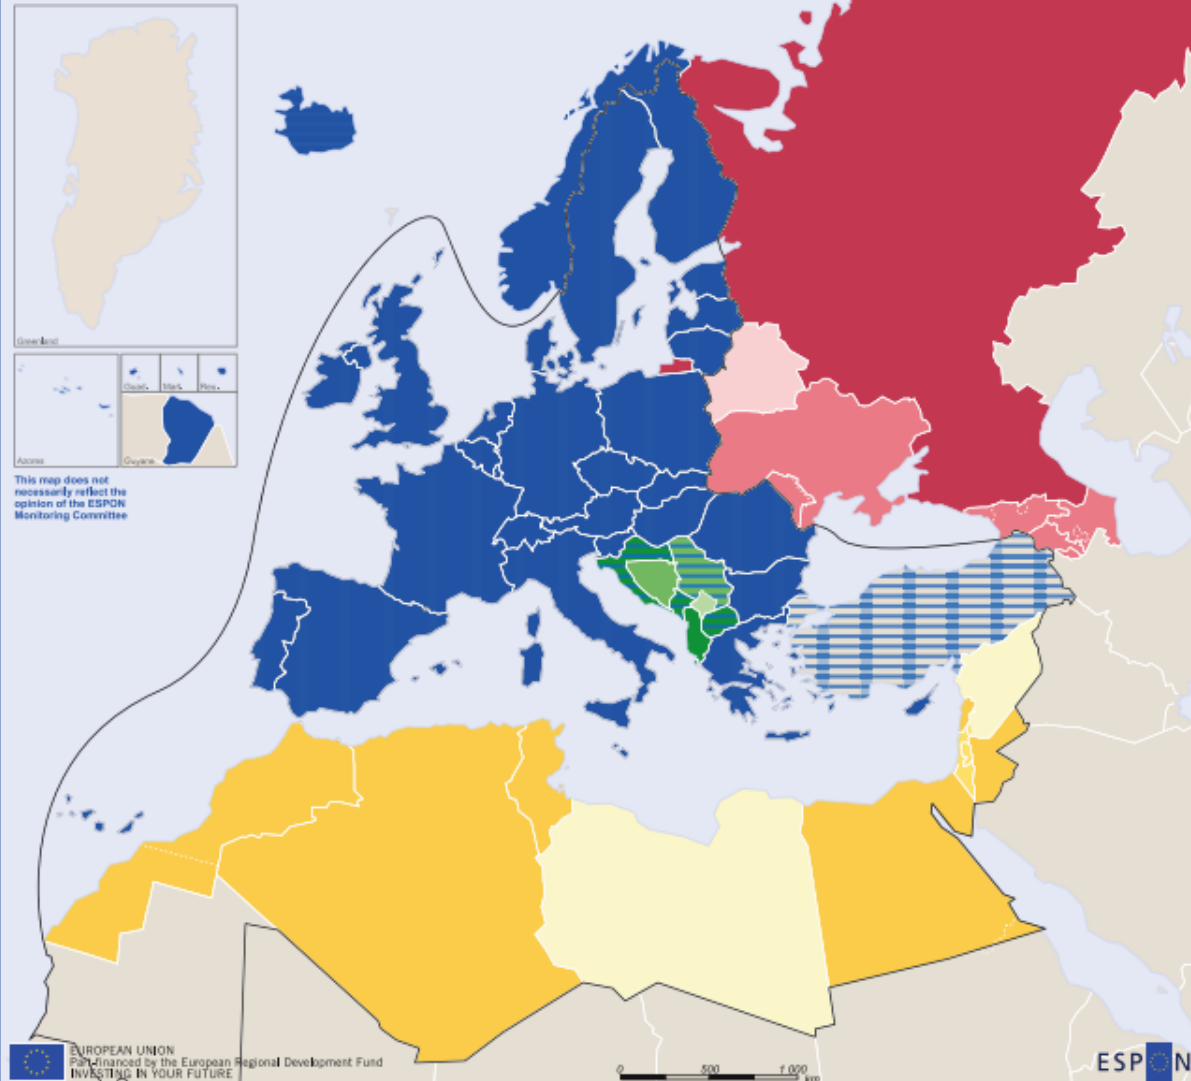 Greenland
Guad.
Mart.
Reu.
Azores
Guyane
This map does not
necessarily reflect the
opinion of the ESPON
Monitoring Committee
EUROPEAN UNION
Part-financed by the European Regional Development Fund
INVESTING IN YOUR FUTURE
0 500 1 000
km
ESPON